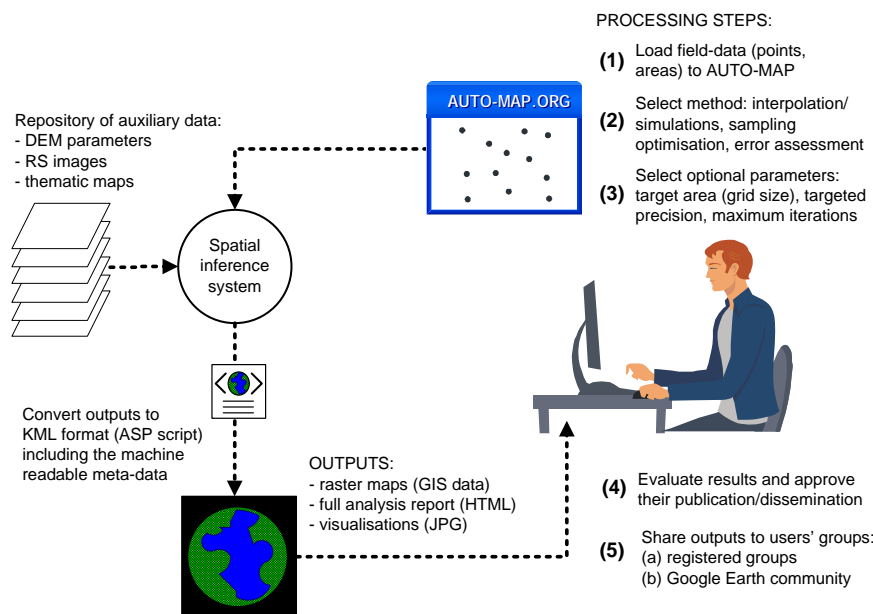 PROCESSING STEPS:
(1) Load field-data (points,
areas) to AUTO-MAP
(2) Select method: interpolation/
simulations, sampling
optimisation, error assessment
(3) Select optional parameters:
target area (grid size), targeted
precision, maximum iterations
AUTO-MAP.ORG
Repository of auxiliary data:
- DEM parameters
- RS images
- thematic maps
Spatial
inference
system
Convert outputs to
KML format (ASP script)
including the machine
readable meta-data
OUTPUTS:
- raster maps (GIS data)
- full analysis report (HTML)
- visualisations (JPG)
(4) Evaluate results and approve
their publication/dissemination
(5) Share outputs to users' groups:
(a) registered groups
(b) Google Earth community